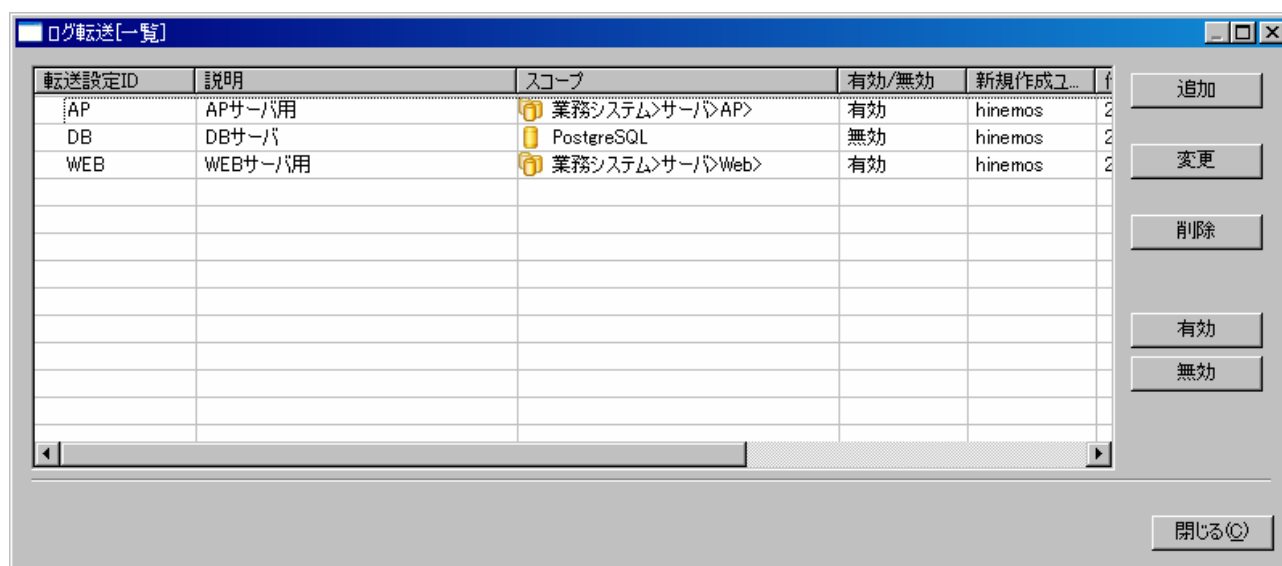 ログ転送[一覧]
転送設定ID 説明 スコープ 有効/無効 新規作成ユ...
AP APサーバ用 業務システム>サーバ>AP> 有効 hinemos 2
DB DBサーバ PostgreSQL 無効 hinemos 2
WEB WEBサーバ用 業務システム>サーバ>Web> 有効 hinemos 2
追加
変更
削除
有効
無効
閉じる(C)